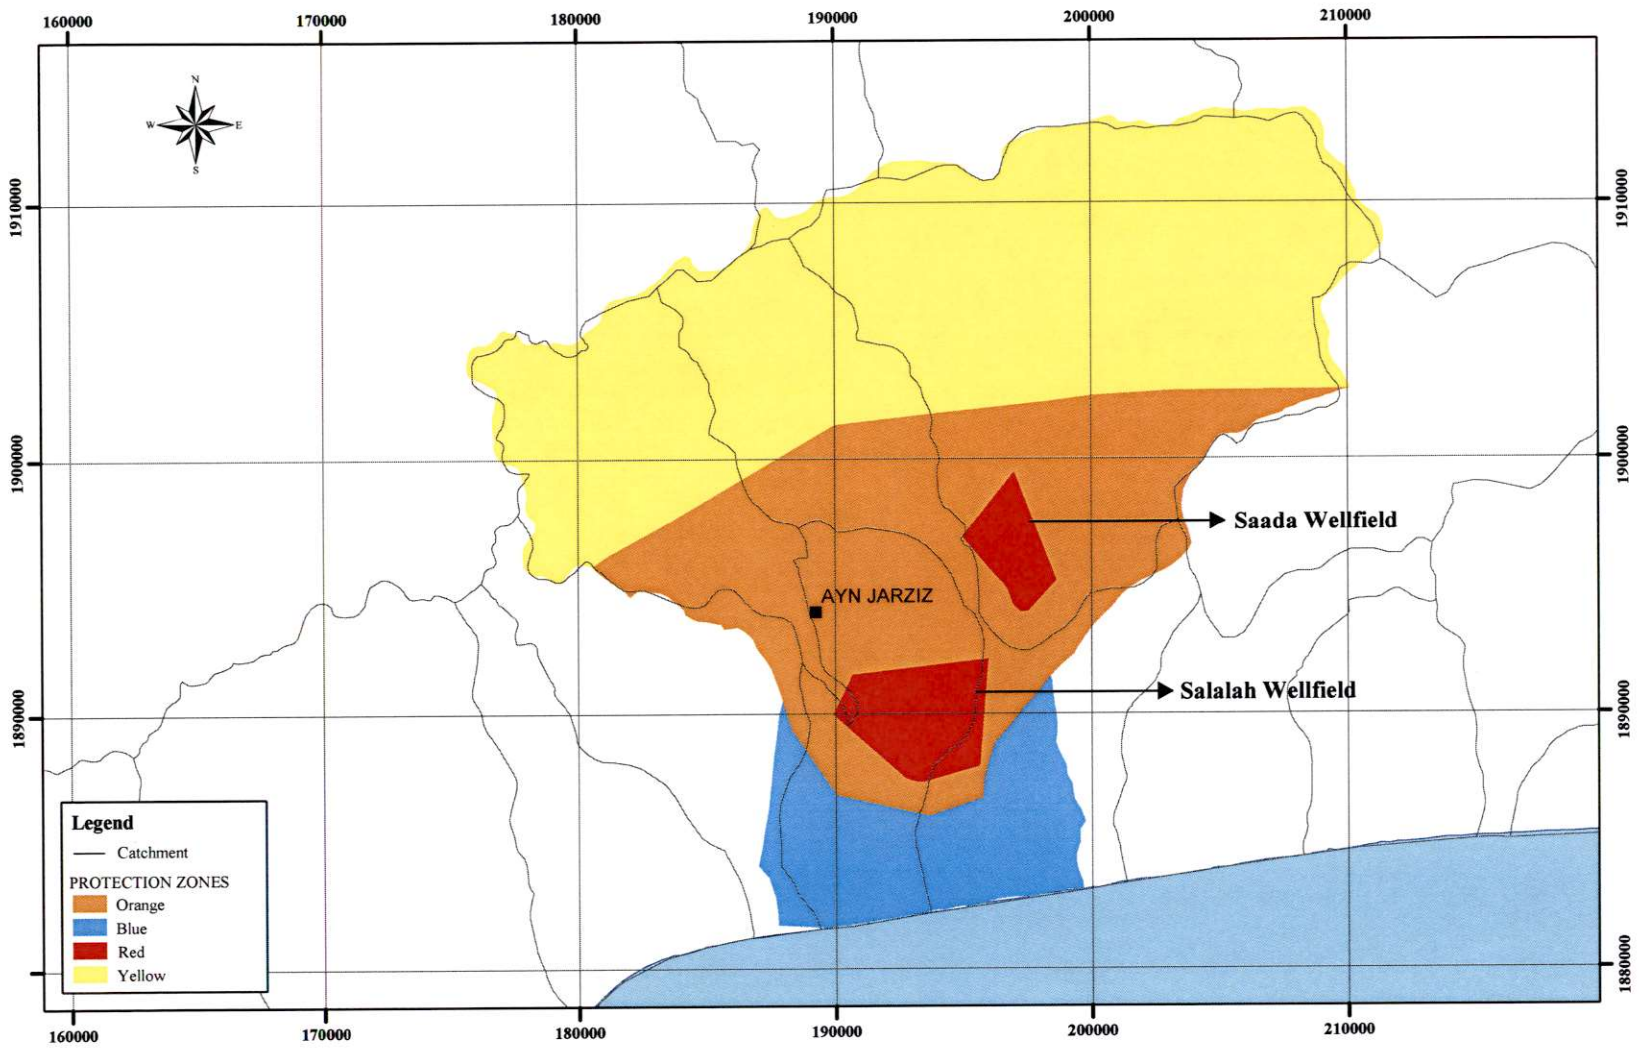 160000 170000 180000 190000 200000 210000
N
W E
S
1910000 1910000
1900000 1900000
Saada Wellfield
AYN JARZIZ
Salalah Wellfield
1890000 1890000
Legend
Catchment
PROTECTION ZONES
Orange
Blue
Red
Yellow
1880000
160000 170000 180000 190000 200000 210000